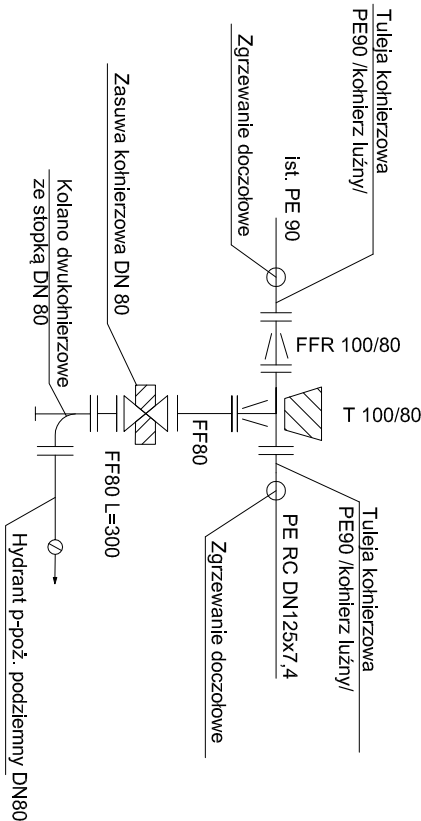 Tuleja kołnierzowa
PE90 /kołnierz luźny/
Zgrzewanie doczołowe
ist. PE 90
FFR 100/80
T 100/80
Tuleja kołnierzowa
PE90 /kołnierz luźny/
PE RC DN125x7,4
Zgrzewanie doczołowe
Zasuwa kołnierzowa DN 80
FF80
FF80 L=300
Kolano dwukołnierzowe
ze stopką DN 80
Hydrant p-poż. podziemny DN80